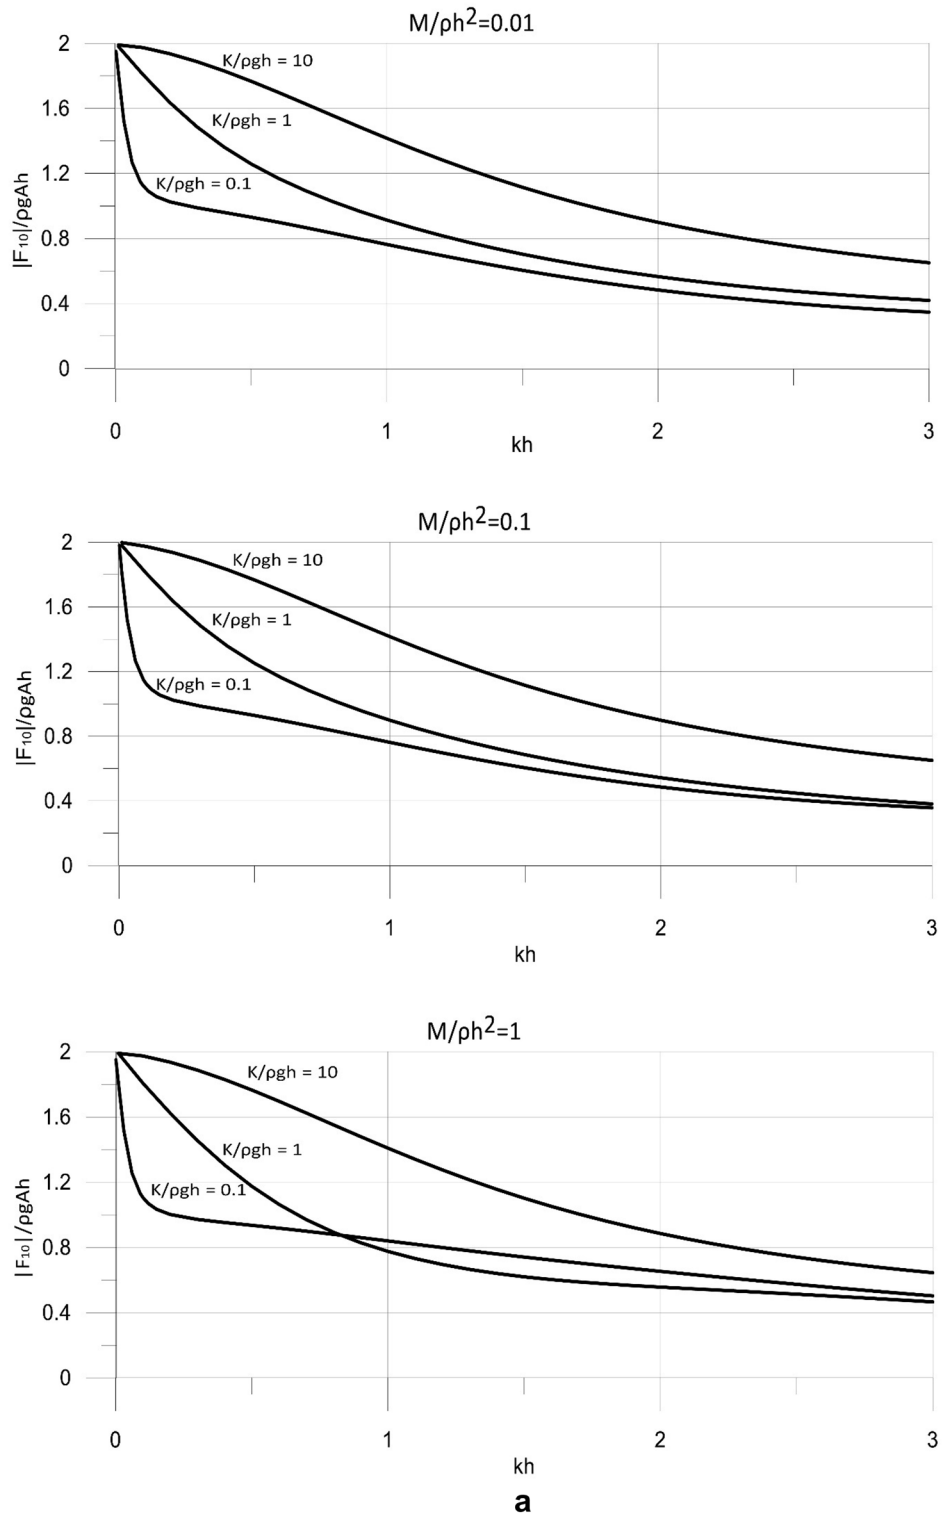 M/ρh²=0.01
2
K/ρgh = 10
1.6
K/ρgh = 1
1.2
K/ρgh = 0.1
0.8
0.4
0
|F₁₀|/ρgAh
0 1 2 3
kh
M/ρh²=0.1
2
K/ρgh = 10
1.6
K/ρgh = 1
1.2
K/ρgh = 0.1
0.8
0.4
0
|F₁₀|/ρgAh
0 1 2 3
kh
M/ρh²=1
2
K/ρgh = 10
1.6
K/ρgh = 1
1.2
K/ρgh = 0.1
0.8
0.4
0
|F₁₀|/ρgAh
0 1 2 3
kh
a